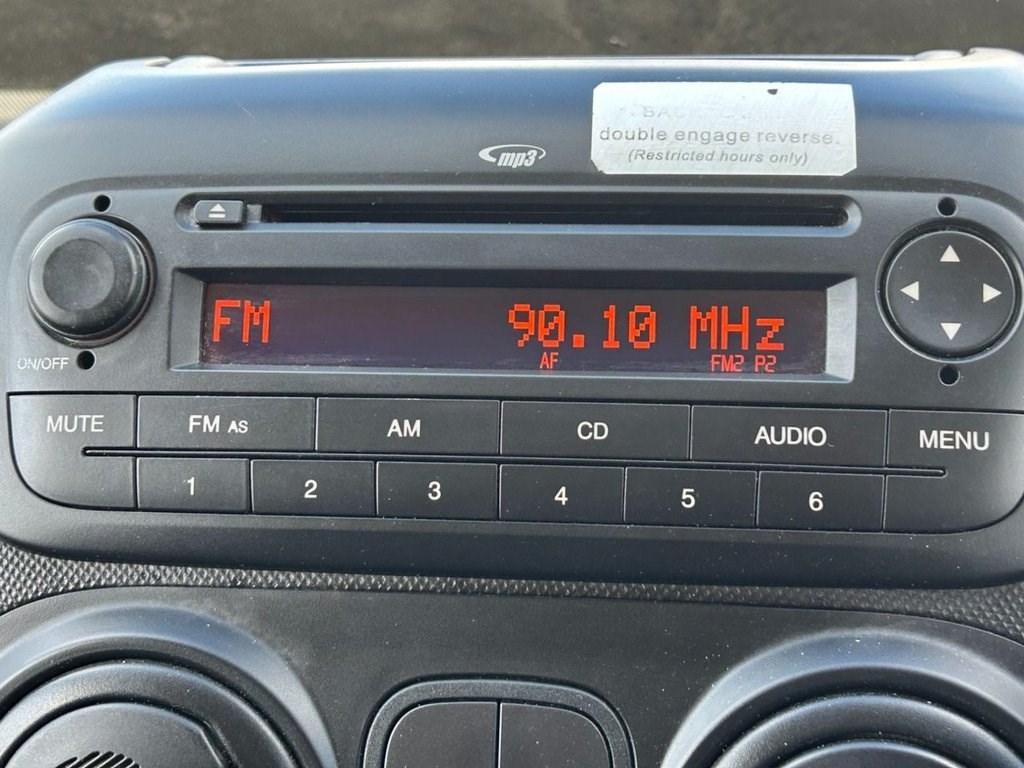 double engage reverse.
(Restricted hours only)
mp3
FM 90.10 MHz
AF FM2 P2
ON/OFF
MUTE FM AS AM CD AUDIO MENU
1 2 3 4 5 6